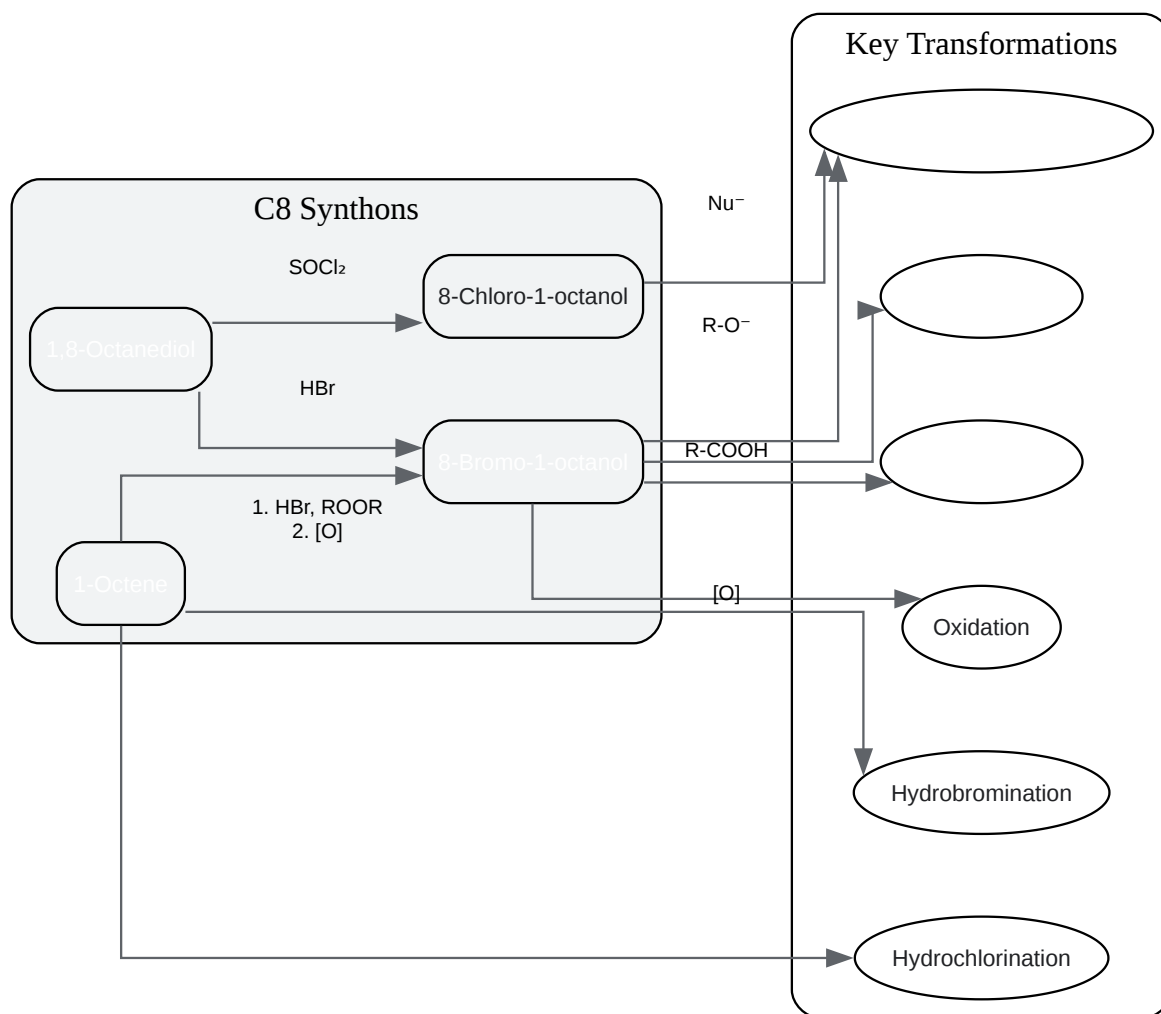 Key Transformations
C8 Synthons
Nu⁻
SOCl₂
8-Chloro-1-octanol
R-O⁻
1,8-Octanediol
HBr
R-COOH
8-Bromo-1-octanol
1. HBr, ROOR
2. [O]
1-Octene
[O]
Oxidation
Hydrobromination
Hydrochlorination